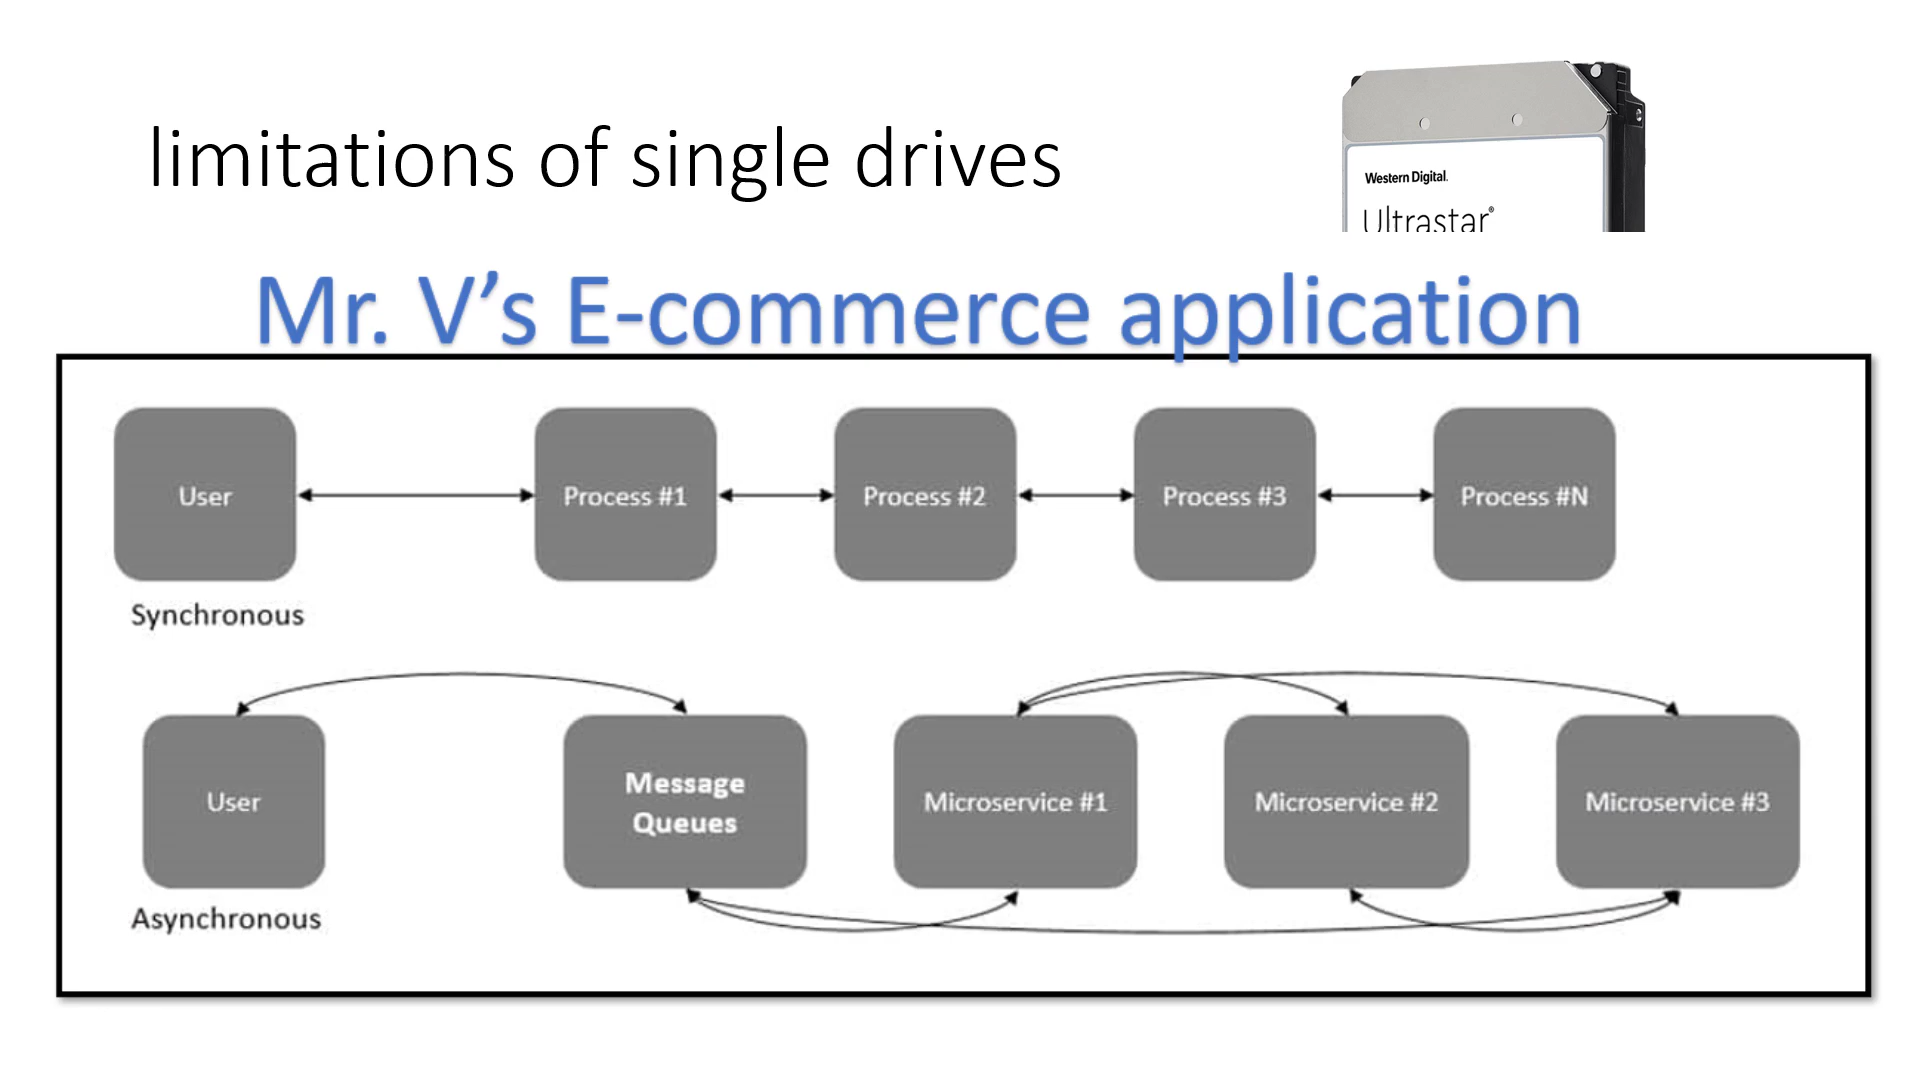 limitations of single drives
Western Digital.
Ultrastar®
Mr. V’s E-commerce application
User
Process #1
Process #2
Process #3
Process #N
Synchronous
User
Message
Queues
Microservice #1
Microservice #2
Microservice #3
Asynchronous